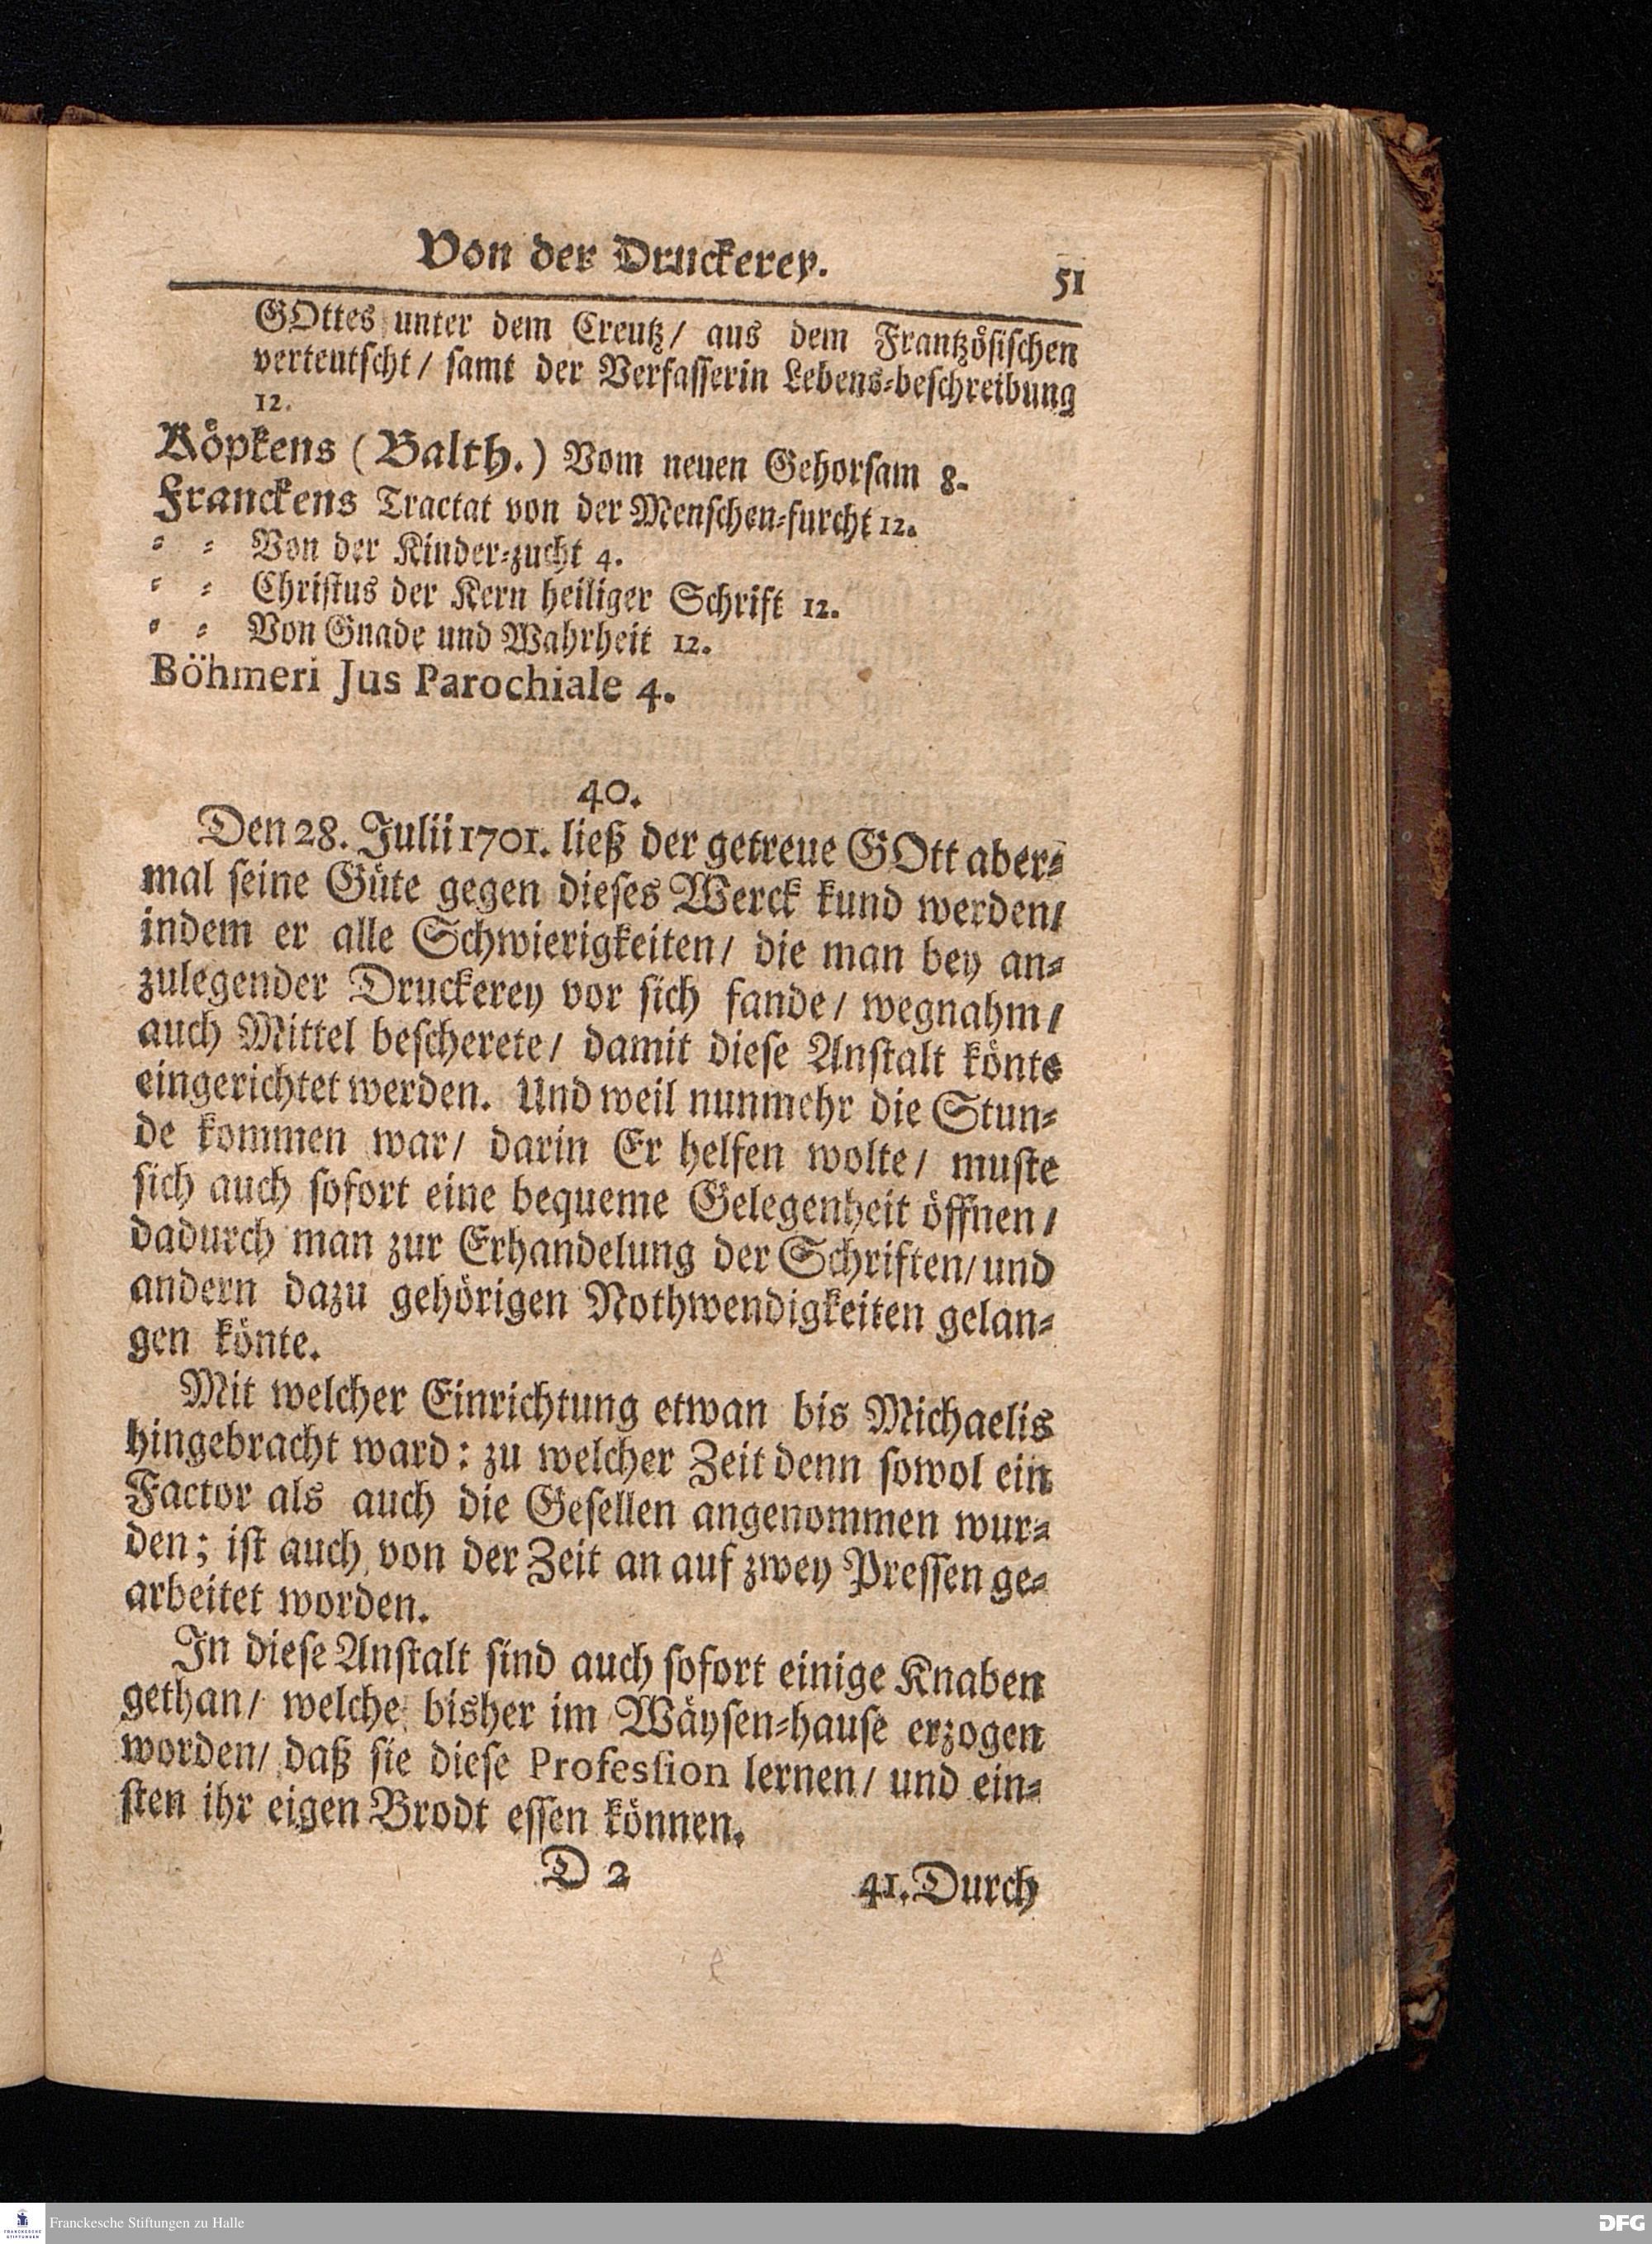 Von der Druckerey. 51
GOttes unter dem Creutz/ aus dem Frantzösischen
verteutscht/ samt der Verfasserin Lebens-beschreibung
12.
Köpkens (Balth.) Vom neuen Gehorsam 8.
Franckens Tractat von der Menschen-furcht 12.
- - Von der Kinder-zucht 4.
- - Christus der Kern heiliger Schrift 12.
- - Von Gnade und Wahrheit 12.
Böhmeri Jus Parochiale 4.
40.
Den 28. Julii 1701. ließ der getreue GOtt aber-
mal seine Güte gegen dieses Werck kund werden/
indem er alle Schwierigkeiten/ die man bey an-
zulegender Druckerey vor sich fande/ wegnahm/
auch Mittel bescherete/ damit diese Anstalt könte
eingerichtet werden. Und weil nunmehr die Stun-
de kommen war/ darin Er helfen wolte/ muste
sich auch sofort eine bequeme Gelegenheit öffnen/
dadurch man zur Erhandelung der Schriften/ und
andern dazu gehörigen Nothwendigkeiten gelan-
gen könte.
Mit welcher Einrichtung etwan bis Michaelis
hingebracht ward: zu welcher Zeit denn sowol ein
Factor als auch die Gesellen angenommen wur-
den; ist auch von der Zeit an auf zwey Pressen ge-
arbeitet worden.
In diese Anstalt sind auch sofort einige Knaben
gethan/ welche bisher im Wäysen-hause erzogen
worden/ daß sie diese Profession lernen/ und ein-
sten ihr eigen Brodt essen können.
D 2 41. Durch
FRANCKESCHE STIFTUNGEN
Franckesche Stiftungen zu Halle
DFG